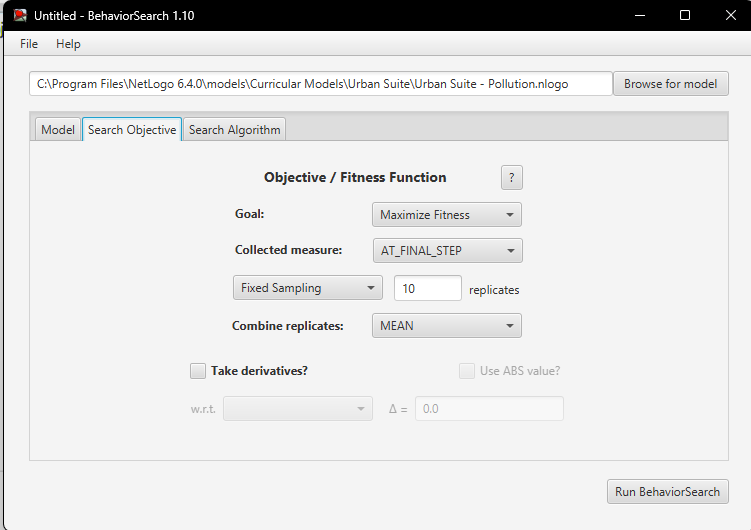 Untitled - BehaviorSearch 1.10
File Help
C:\Program Files\NetLogo 6.4.0\models\Curricular Models\Urban Suite\Urban Suite - Pollution.nlogo Browse for model
Model Search Objective Search Algorithm
Objective / Fitness Function ?
Goal: Maximize Fitness
Collected measure: AT_FINAL_STEP
Fixed Sampling 10 replicates
Combine replicates: MEAN
Take derivatives? Use ABS value?
w.r.t. Δ = 0.0
Run BehaviorSearch